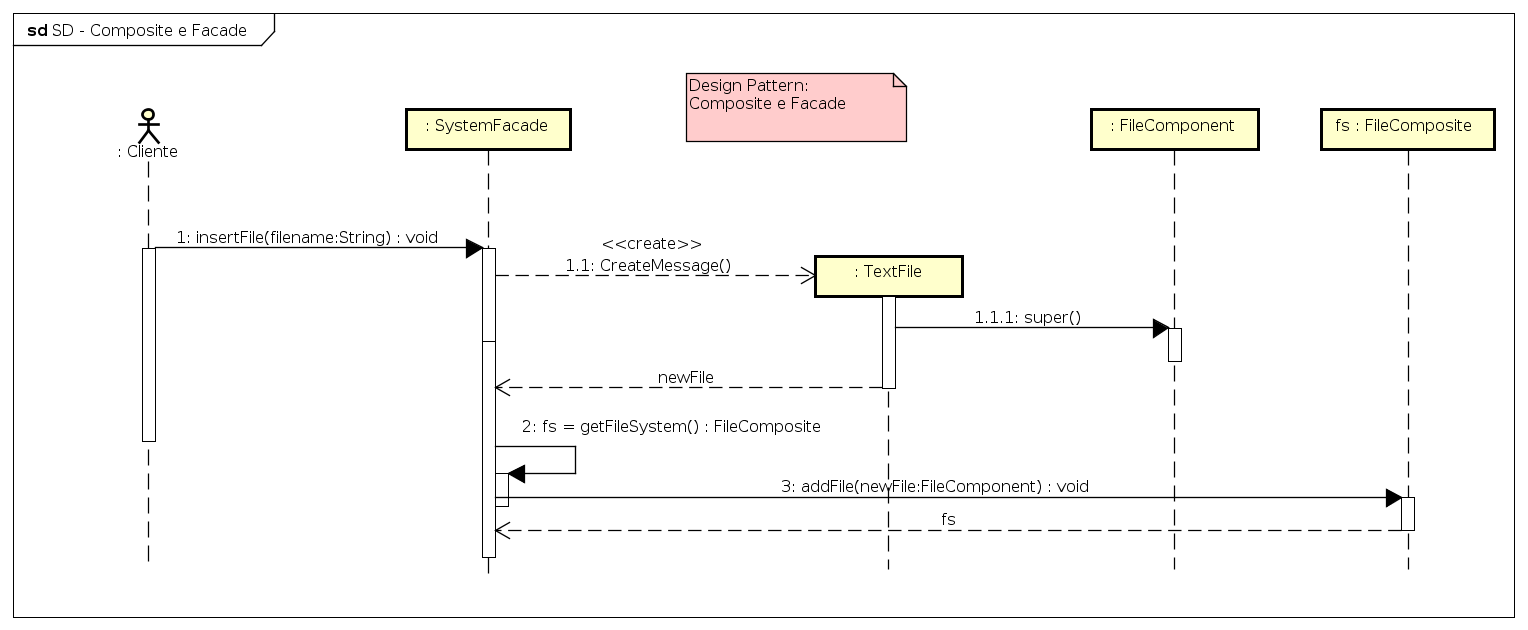 sd SD - Composite e Facade
Design Pattern:
Composite e Facade
: Cliente
: SystemFacade
: FileComponent
fs : FileComposite
1: insertFile(filename:String) : void
<<create>>
1.1: CreateMessage()
: TextFile
1.1.1: super()
newFile
2: fs = getFileSystem() : FileComposite
3: addFile(newFile:FileComponent) : void
fs